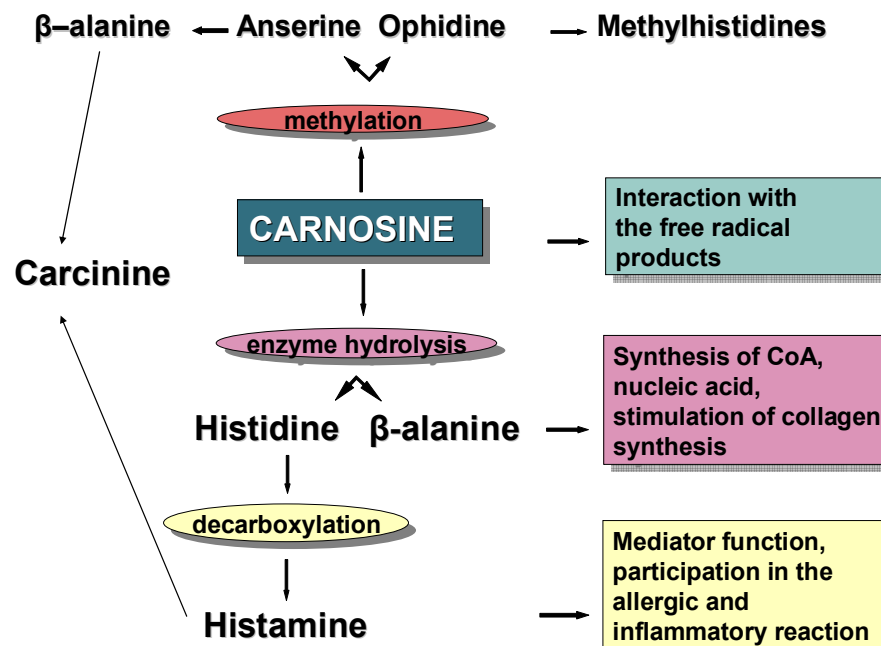 β–alanine Anserine Ophidine Methylhistidines
methylation
CARNOSINE
Interaction with
the free radical
products
Carcinine
enzyme hydrolysis
Synthesis of CoA,
nucleic acid,
stimulation of collagen
synthesis
Histidine β-alanine
decarboxylation
Mediator function,
participation in the
allergic and
inflammatory reaction
Histamine